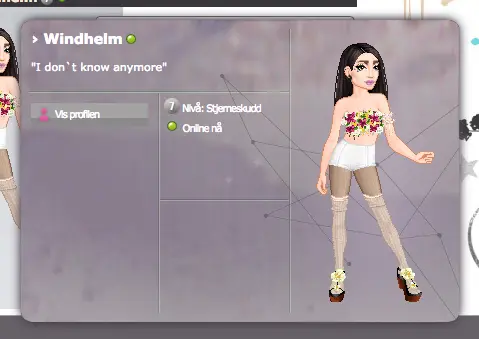 › Windhelm
"I don`t know anymore"
Vis profilen
7 Nivå: Stjerneskudd
Online nå